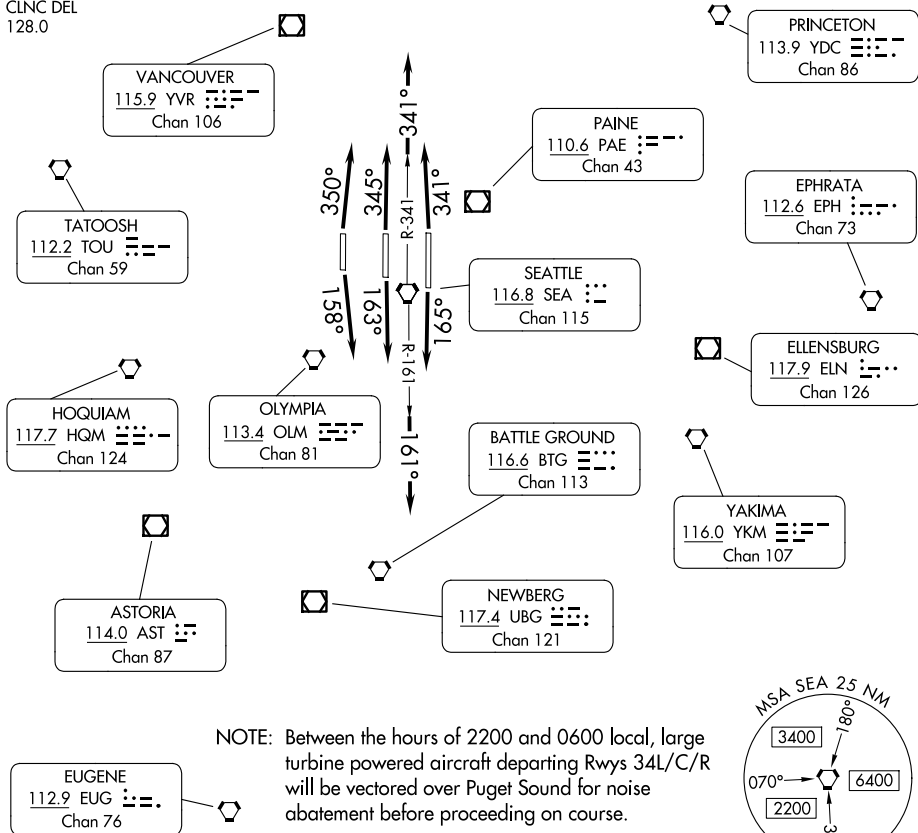 CLNC DEL
128.0
PRINCETON
113.9 YDC
Chan 86
VANCOUVER
115.9 YVR
Chan 106
341°
PAINE
110.6 PAE
Chan 43
350°
345°
R-341
341°
TATOOSH
112.2 TOU
Chan 59
EPHRATA
112.6 EPH
Chan 73
SEATTLE
116.8 SEA
Chan 115
158°
163°
R-161
165°
161°
ELLENSBURG
117.9 ELN
Chan 126
HOQUIAM
117.7 HQM
Chan 124
OLYMPIA
113.4 OLM
Chan 81
BATTLE GROUND
116.6 BTG
Chan 113
YAKIMA
116.0 YKM
Chan 107
ASTORIA
114.0 AST
Chan 87
NEWBERG
117.4 UBG
Chan 121
MSA SEA 25 NM
180°
3400
070°
6400
2200
NOTE: Between the hours of 2200 and 0600 local, large
turbine powered aircraft departing Rwys 34L/C/R
will be vectored over Puget Sound for noise
abatement before proceeding on course.
EUGENE
112.9 EUG
Chan 76